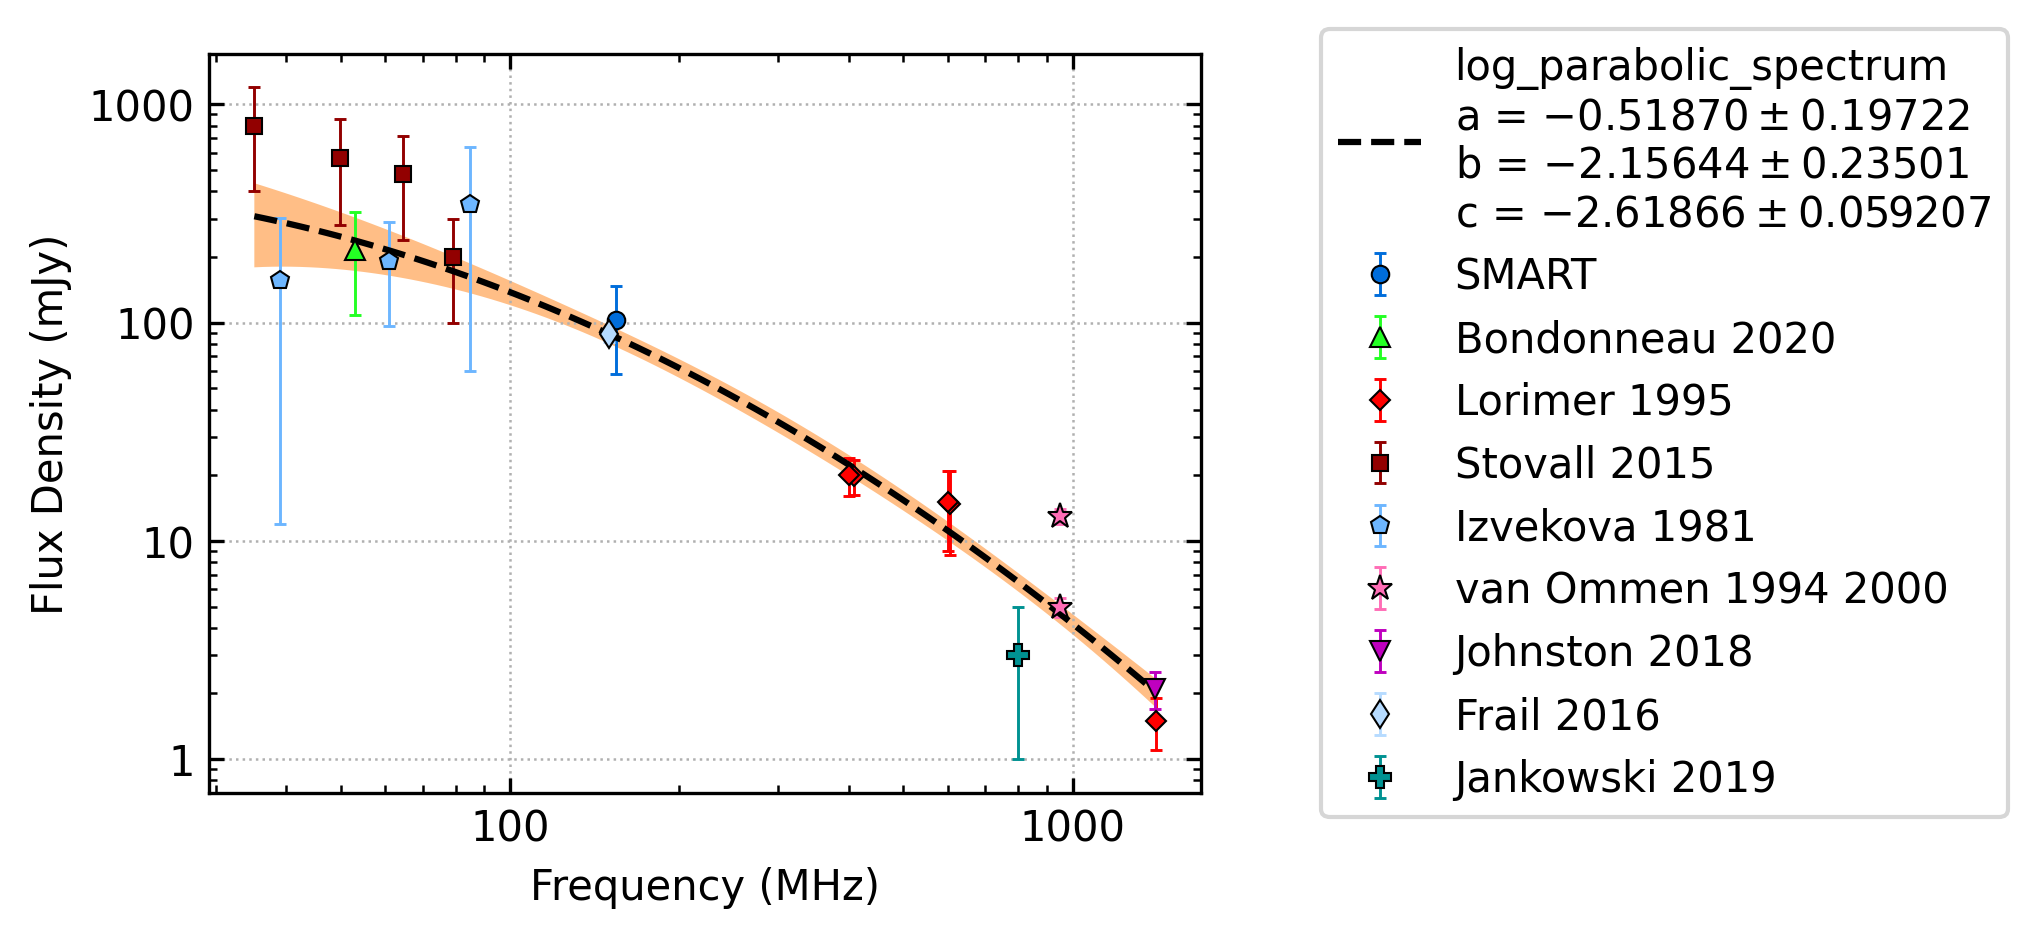 1000
100
10
1
Flux Density (mJy)
100
1000
Frequency (MHz)
log_parabolic_spectrum
a = −0.51870 ± 0.19722
b = −2.15644 ± 0.23501
c = −2.61866 ± 0.059207
SMART
Bondonneau 2020
Lorimer 1995
Stovall 2015
Izvekova 1981
van Ommen 1994 2000
Johnston 2018
Frail 2016
Jankowski 2019